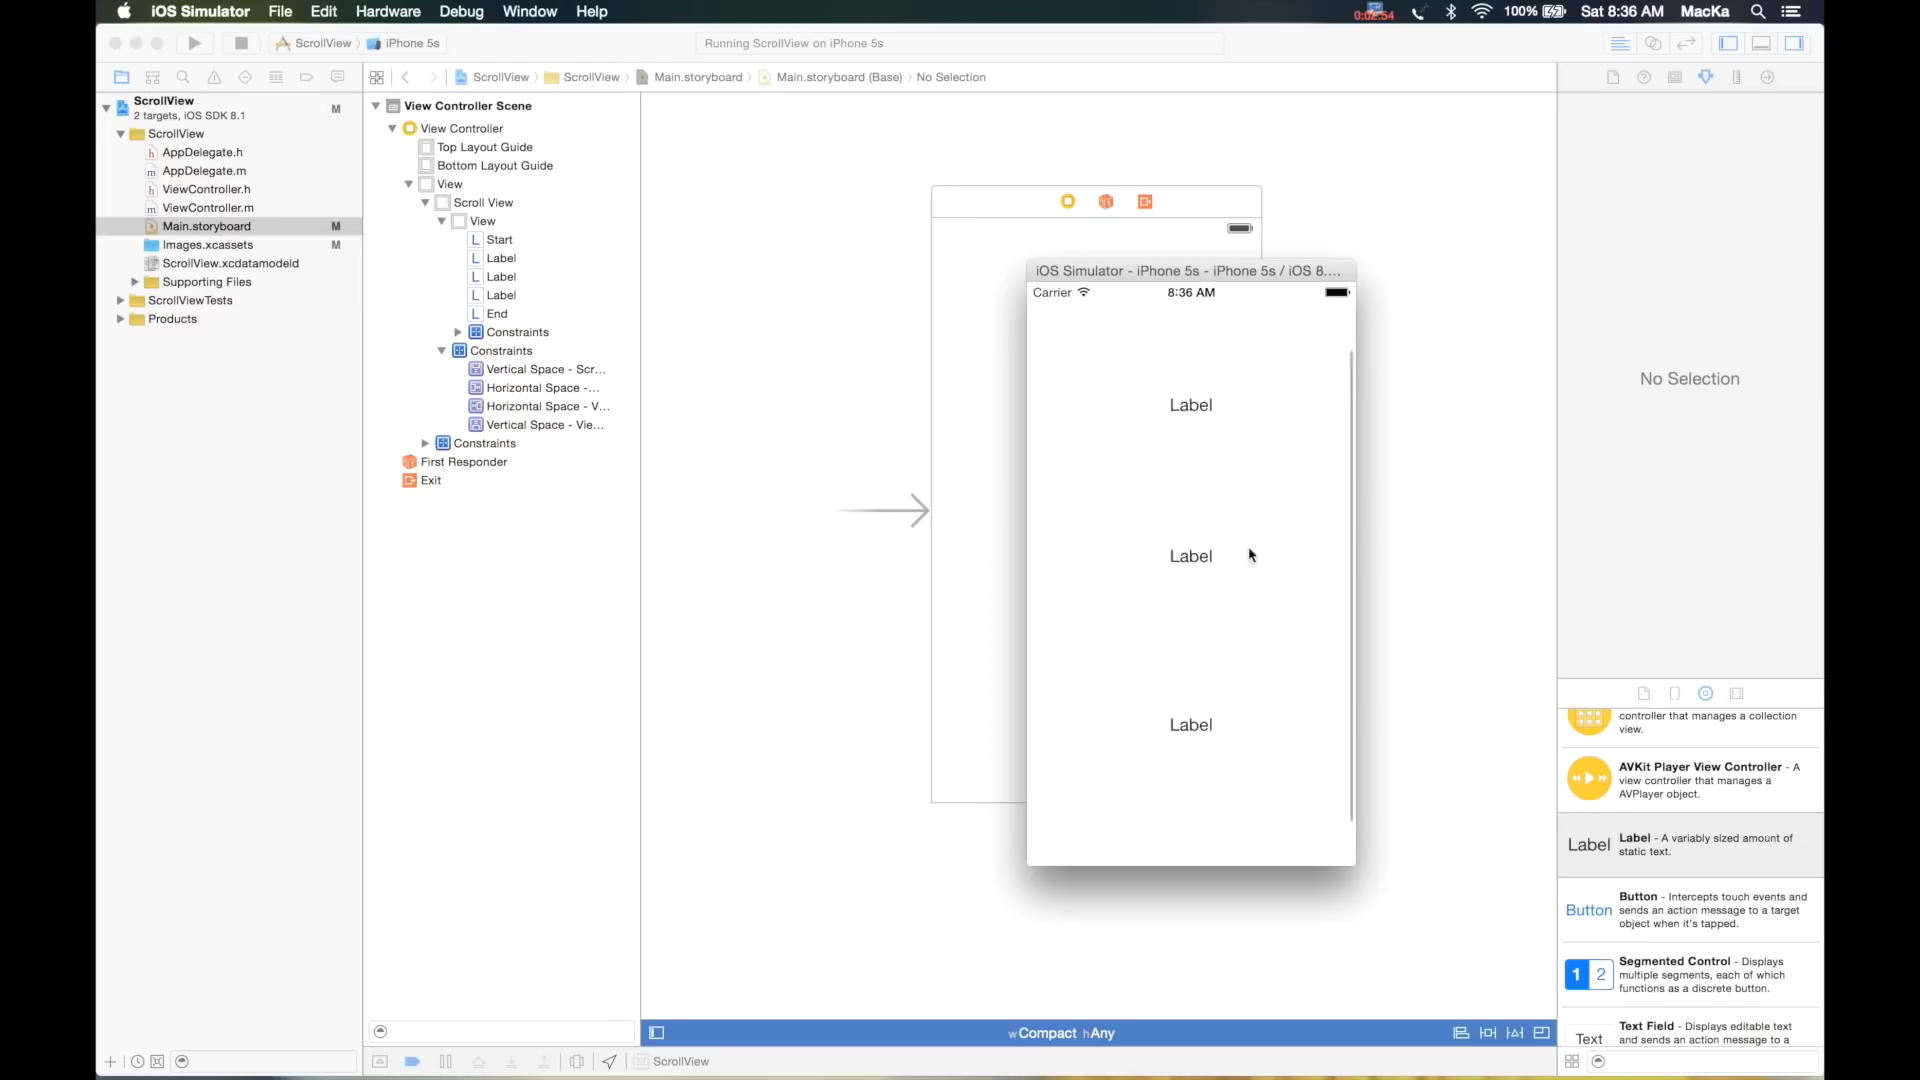 iOS Simulator File Edit Hardware Debug Window Help
0:02:54 100% Sat 8:36 AM MacKa
ScrollView 〉 iPhone 5s
Running ScrollView on iPhone 5s
ScrollView 〉 ScrollView 〉 Main.storyboard 〉 Main.storyboard (Base) 〉 No Selection
ScrollView
2 targets, iOS SDK 8.1
M
ScrollView
h AppDelegate.h
m AppDelegate.m
h ViewController.h
m ViewController.m
Main.storyboard M
Images.xcassets M
ScrollView.xcdatamodeld
Supporting Files
ScrollViewTests
Products
View Controller Scene
View Controller
Top Layout Guide
Bottom Layout Guide
View
Scroll View
View
L Start
L Label
L Label
L Label
L End
Constraints
Constraints
Vertical Space - Scr...
Horizontal Space -...
Horizontal Space - V...
Vertical Space - Vie...
Constraints
First Responder
Exit
iOS Simulator - iPhone 5s - iPhone 5s / iOS 8....
Carrier 8:36 AM
Label
Label
Label
No Selection
controller that manages a collection
view.
AVKit Player View Controller - A
view controller that manages a
AVPlayer object.
Label
Label - A variably sized amount of
static text.
Button
Button - Intercepts touch events and
sends an action message to a target
object when it's tapped.
1 2
Segmented Control - Displays
multiple segments, each of which
functions as a discrete button.
Text
Text Field - Displays editable text
and sends an action message to a
wCompact hAny
ScrollView